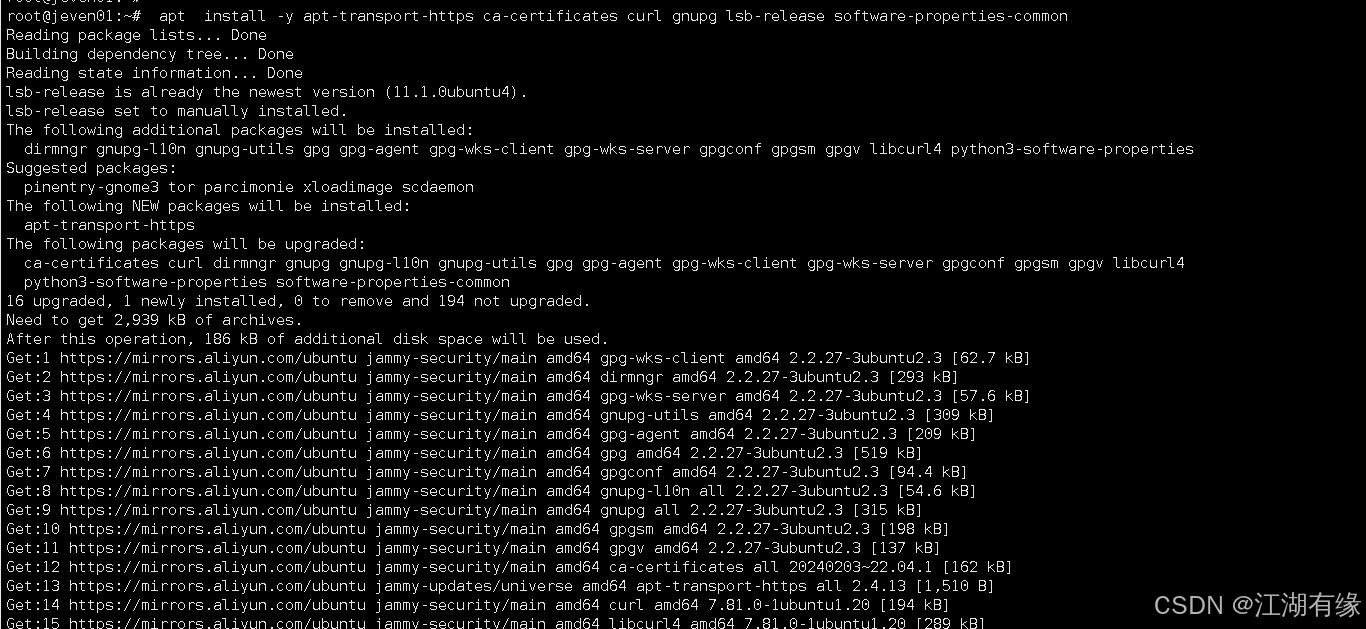 root@jeven01:~#
root@jeven01:~#  apt  install -y apt-transport-https ca-certificates curl gnupg lsb-release software-properties-common
Reading package lists... Done
Building dependency tree... Done
Reading state information... Done
lsb-release is already the newest version (11.1.0ubuntu4).
lsb-release set to manually installed.
The following additional packages will be installed:
  dirmngr gnupg-l10n gnupg-utils gpg gpg-agent gpg-wks-client gpg-wks-server gpgconf gpgsm gpgv libcurl4 python3-software-properties
Suggested packages:
  pinentry-gnome3 tor parcimonie xloadimage scdaemon
The following NEW packages will be installed:
  apt-transport-https
The following packages will be upgraded:
  ca-certificates curl dirmngr gnupg gnupg-l10n gnupg-utils gpg gpg-agent gpg-wks-client gpg-wks-server gpgconf gpgsm gpgv libcurl4
  python3-software-properties software-properties-common
16 upgraded, 1 newly installed, 0 to remove and 194 not upgraded.
Need to get 2,939 kB of archives.
After this operation, 186 kB of additional disk space will be used.
Get:1 https://mirrors.aliyun.com/ubuntu jammy-security/main amd64 gpg-wks-client amd64 2.2.27-3ubuntu2.3 [62.7 kB]
Get:2 https://mirrors.aliyun.com/ubuntu jammy-security/main amd64 dirmngr amd64 2.2.27-3ubuntu2.3 [293 kB]
Get:3 https://mirrors.aliyun.com/ubuntu jammy-security/main amd64 gpg-wks-server amd64 2.2.27-3ubuntu2.3 [57.6 kB]
Get:4 https://mirrors.aliyun.com/ubuntu jammy-security/main amd64 gnupg-utils amd64 2.2.27-3ubuntu2.3 [309 kB]
Get:5 https://mirrors.aliyun.com/ubuntu jammy-security/main amd64 gpg-agent amd64 2.2.27-3ubuntu2.3 [209 kB]
Get:6 https://mirrors.aliyun.com/ubuntu jammy-security/main amd64 gpg amd64 2.2.27-3ubuntu2.3 [519 kB]
Get:7 https://mirrors.aliyun.com/ubuntu jammy-security/main amd64 gpgconf amd64 2.2.27-3ubuntu2.3 [94.4 kB]
Get:8 https://mirrors.aliyun.com/ubuntu jammy-security/main amd64 gnupg-l10n all 2.2.27-3ubuntu2.3 [54.6 kB]
Get:9 https://mirrors.aliyun.com/ubuntu jammy-security/main amd64 gnupg all 2.2.27-3ubuntu2.3 [315 kB]
Get:10 https://mirrors.aliyun.com/ubuntu jammy-security/main amd64 gpgsm amd64 2.2.27-3ubuntu2.3 [198 kB]
Get:11 https://mirrors.aliyun.com/ubuntu jammy-security/main amd64 gpgv amd64 2.2.27-3ubuntu2.3 [137 kB]
Get:12 https://mirrors.aliyun.com/ubuntu jammy-security/main amd64 ca-certificates all 20240203~22.04.1 [162 kB]
Get:13 https://mirrors.aliyun.com/ubuntu jammy-updates/universe amd64 apt-transport-https all 2.4.13 [1,510 B]
Get:14 https://mirrors.aliyun.com/ubuntu jammy-security/main amd64 curl amd64 7.81.0-1ubuntu1.20 [194 kB]
Get:15 https://mirrors.aliyun.com/ubuntu jammy-security/main amd64 libcurl4 amd64 7.81.0-1ubuntu1.20 [289 kB]
CSDN @江湖有缘